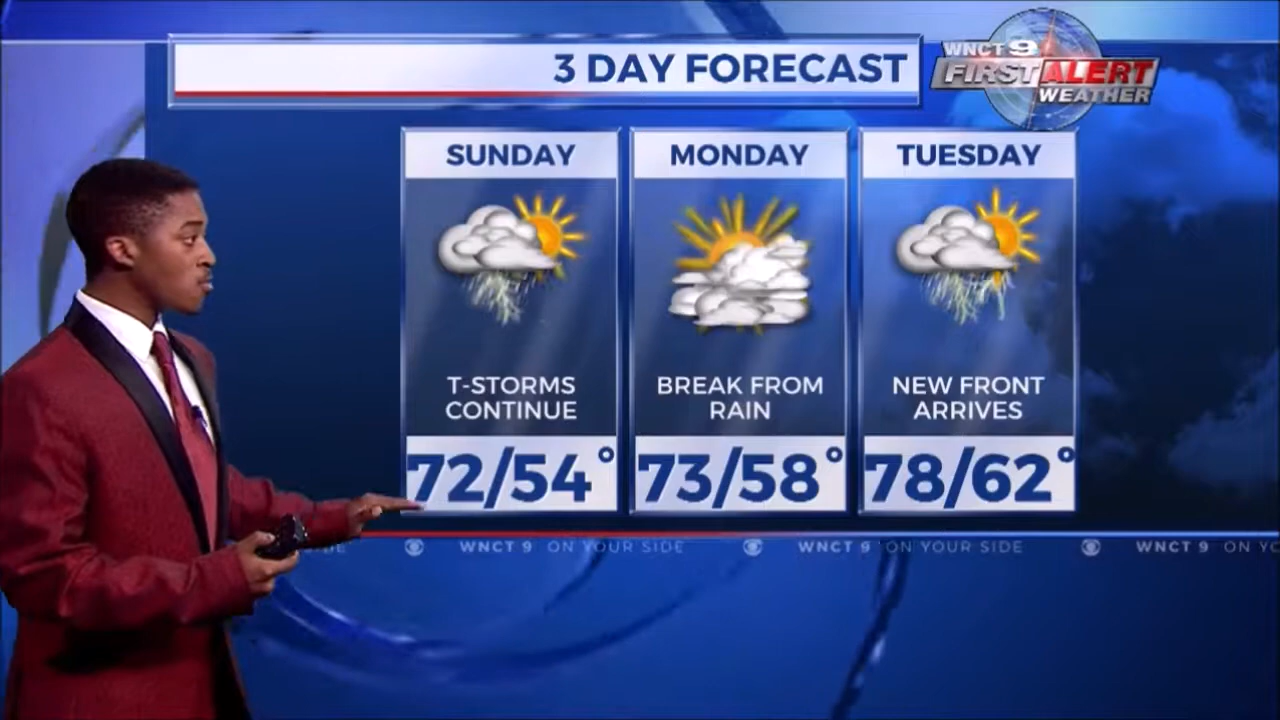 3 DAY FORECAST
WNCT 9
FIRST ALERT
WEATHER
SUNDAY
MONDAY
TUESDAY
T-STORMS
CONTINUE
BREAK FROM
RAIN
NEW FRONT
ARRIVES
72/54°
73/58°
78/62°
WNCT 9 ON YOUR SIDE WNCT 9 ON YOUR SIDE WNCT 9 ON YO